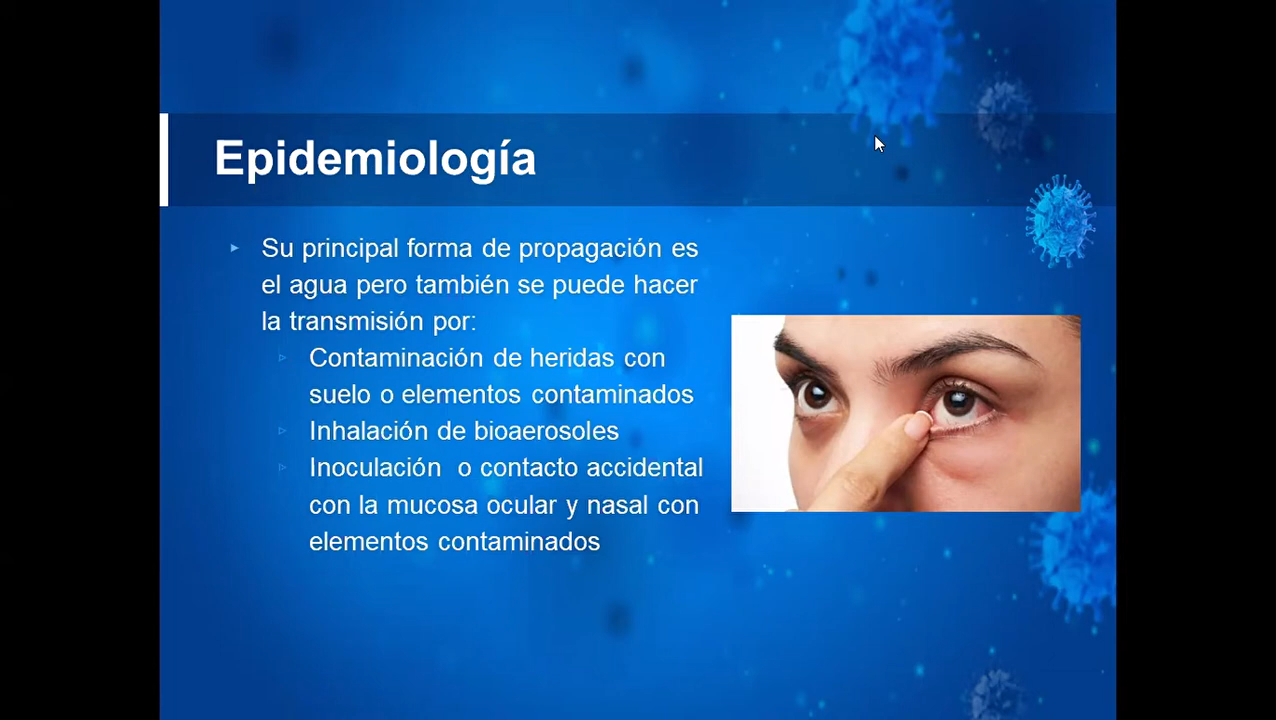 Epidemiología
Su principal forma de propagación es
el agua pero también se puede hacer
la transmisión por:
Contaminación de heridas con
suelo o elementos contaminados
Inhalación de bioaerosoles
Inoculación  o contacto accidental
con la mucosa ocular y nasal con
elementos contaminados